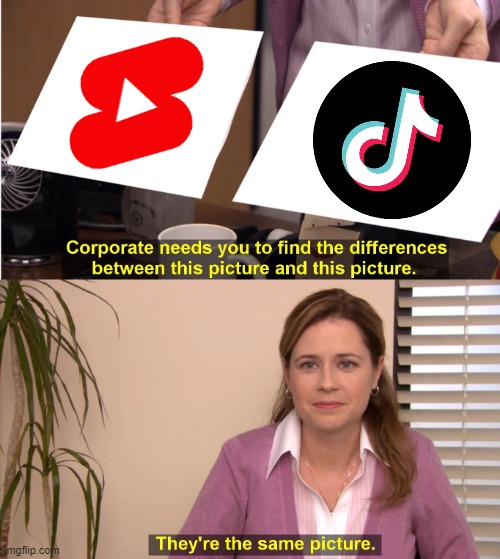 Corporate needs you to find the differences
between this picture and this picture.
They're the same picture.
imgflip.com